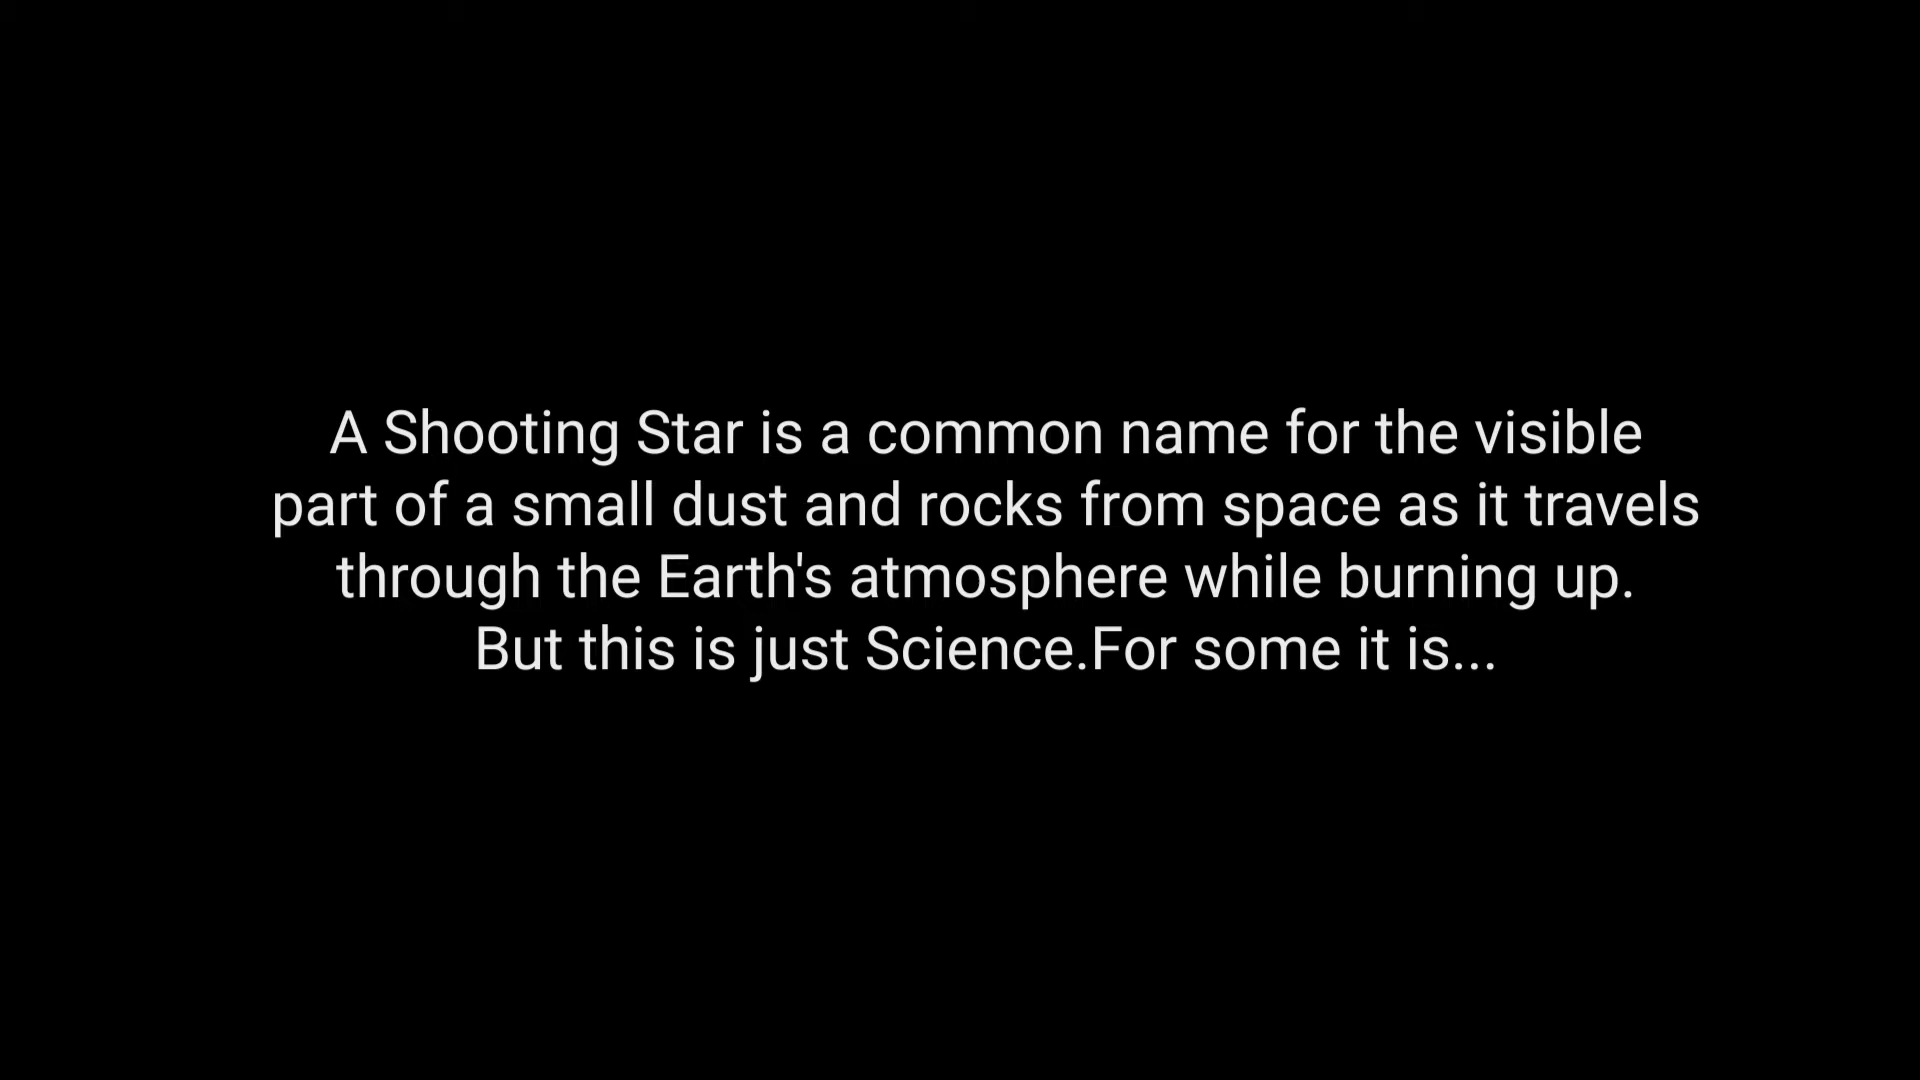 A Shooting Star is a common name for the visible
part of a small dust and rocks from space as it travels
through the Earth's atmosphere while burning up.
But this is just Science.For some it is...